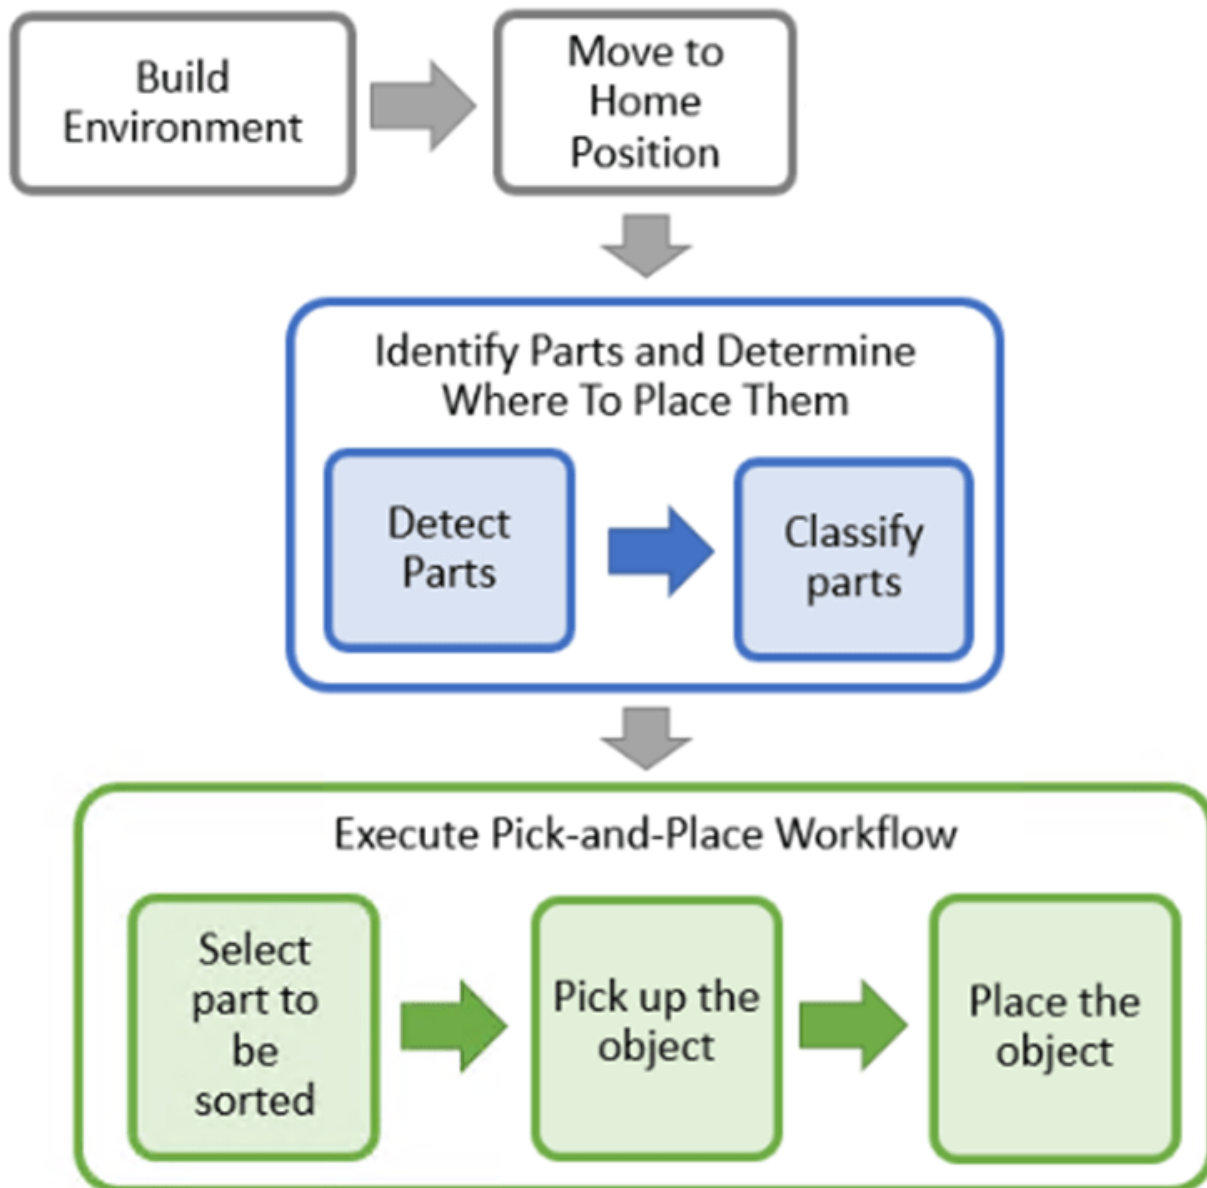 Build
Environment
Move to
Home
Position
Identify Parts and Determine
Where To Place Them
Detect
Parts
Classify
parts
Execute Pick-and-Place Workflow
Select
part to
be
sorted
Pick up the
object
Place the
object